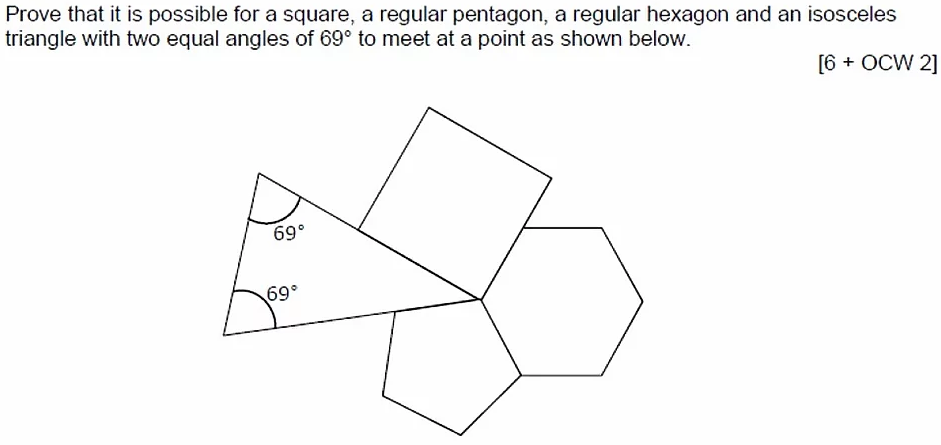 Prove that it is possible for a square, a regular pentagon, a regular hexagon and an isosceles
triangle with two equal angles of 69° to meet at a point as shown below.
[6 + OCW 2]
69°
69°